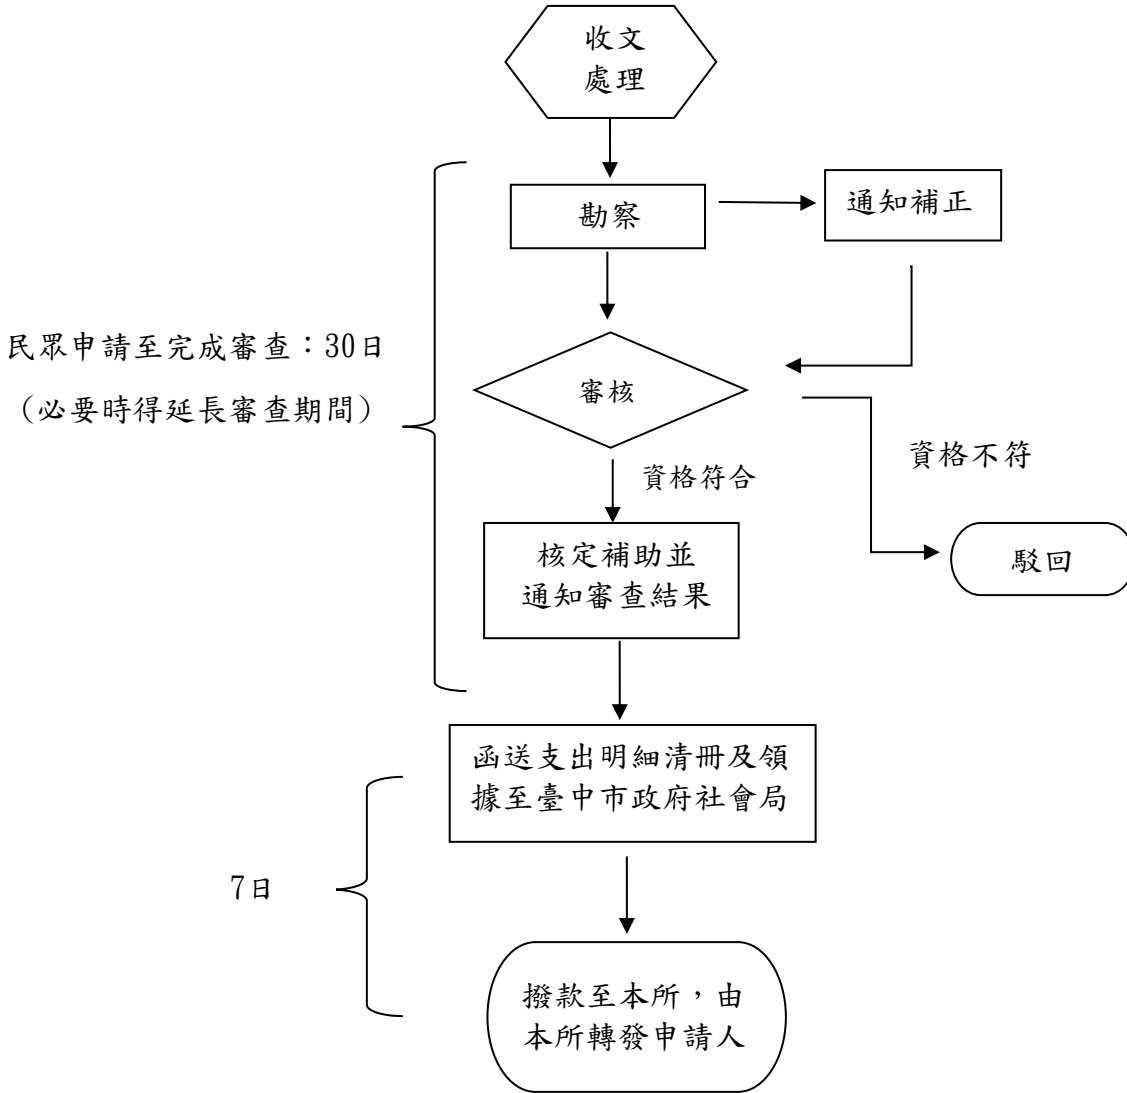 收文
處理
勘察
通知補正
民眾申請至完成審查：30日
（必要時得延長審查期間）
審核
資格符合
資格不符
核定補助並
通知審查結果
駁回
函送支出明細清冊及領
據至臺中市政府社會局
7日
撥款至本所，由
本所轉發申請人